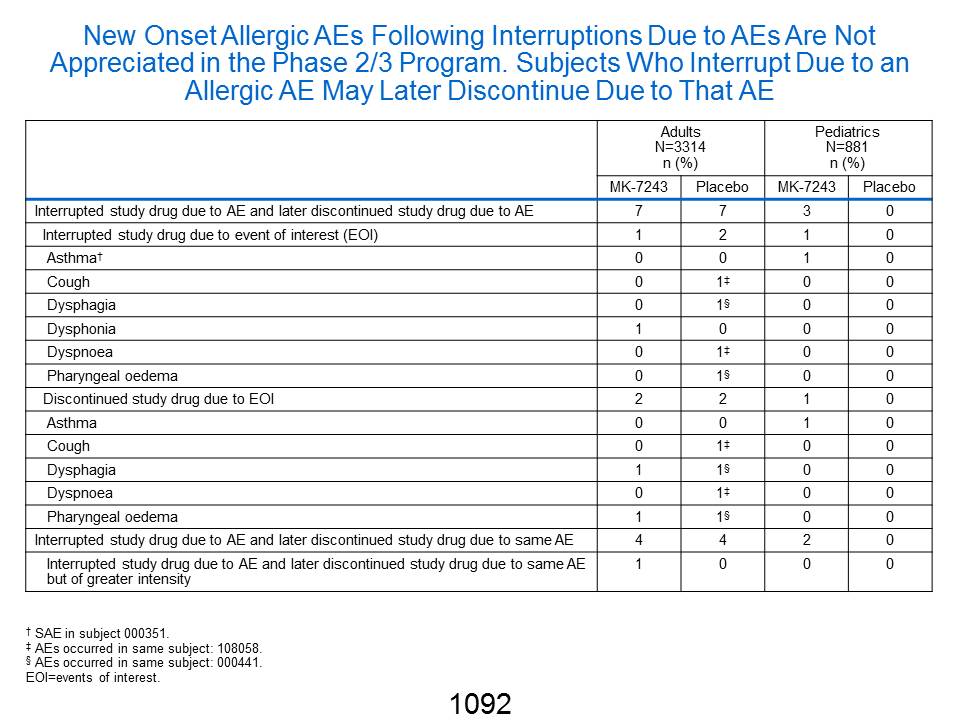 New Onset Allergic AEs Following Interruptions Due to AEs Are Not
Appreciated in the Phase 2/3 Program. Subjects Who Interrupt Due to an
Allergic AE May Later Discontinue Due to That AE
Adults Pediatrics
N=3314 N=881
n (%) n (%)
MK-7243 Placebo MK-7243 Placebo
Interrupted study drug due to AE and later discontinued study drug due to AE 7 7 3 0
Interrupted study drug due to event of interest (EOI) 1 2 1 0
Asthma† 0 0 1 0
Cough 0 1‡ 0 0
Dysphagia 0 1§ 0 0
Dysphonia 1 0 0 0
Dyspnoea 0 1‡ 0 0
Pharyngeal oedema 0 1§ 0 0
Discontinued study drug due to EOI 2 2 1 0
Asthma 0 0 1 0
Cough 0 1‡ 0 0
Dysphagia 1 1§ 0 0
Dyspnoea 0 1‡ 0 0
Pharyngeal oedema 1 1§ 0 0
Interrupted study drug due to AE and later discontinued study drug due to same AE 4 4 2 0
Interrupted study drug due to AE and later discontinued study drug due to same AE 1 0 0 0
but of greater intensity
† SAE in subject 000351.
‡ AEs occurred in same subject: 108058.
§ AEs occurred in same subject: 000441.
EOI=events of interest.
1092